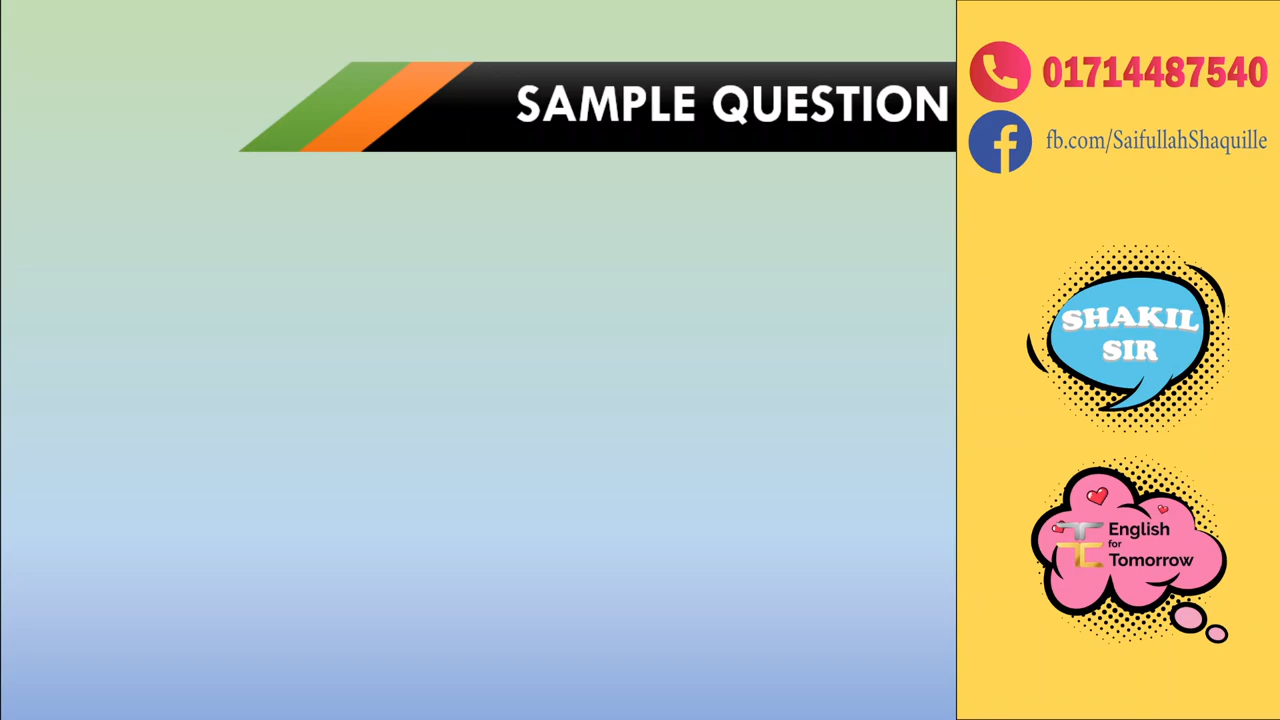 SAMPLE QUESTION
01714487540
fb.com/SaifullahShaquille
SHAKIL
SIR
English
for
Tomorrow